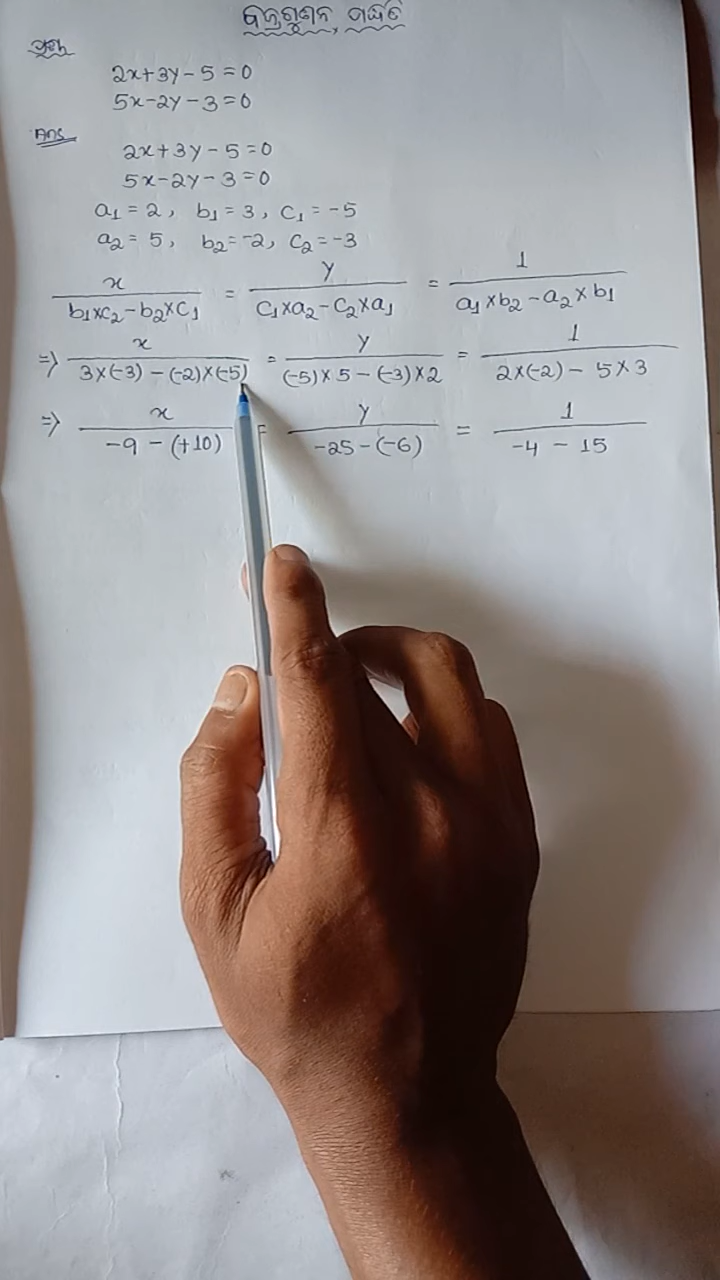 ବଜ୍ରଗୁଣନ ପଦ୍ଧତି
ପ୍ରଶ୍ନ
2x+3y-5=0
5x-2y-3=0
Ans
2x+3y-5=0
5x-2y-3=0
a₁=2, b₁=3, c₁=-5
a₂=5, b₂=-2, c₂=-3
x/(b₁×c₂-b₂×c₁) = y/(c₁×a₂-c₂×a₁) = 1/(a₁×b₂-a₂×b₁)
=> x/(3×(-3)-(-2)×(-5)) = y/((-5)×5-(-3)×2) = 1/(2×(-2)-5×3)
=> x/(-9-(+10)) = y/(-25-(-6)) = 1/(-4-15)